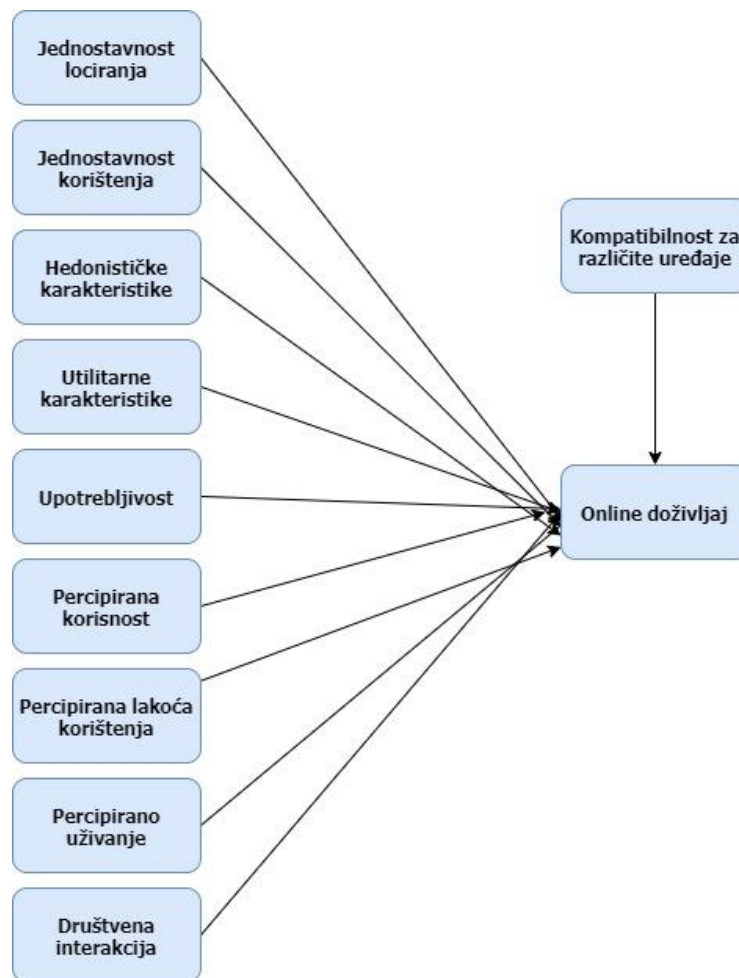 Jednostavnost
lociranja
Jednostavnost
korištenja
Hedonističke
karakteristike
Utilitarne
karakteristike
Upotrebljivost
Percipirana
korisnost
Percipirana lakoća
korištenja
Percipirano
uživanje
Društvena
interakcija
Kompatibilnost za
različite uređaje
Online doživljaj